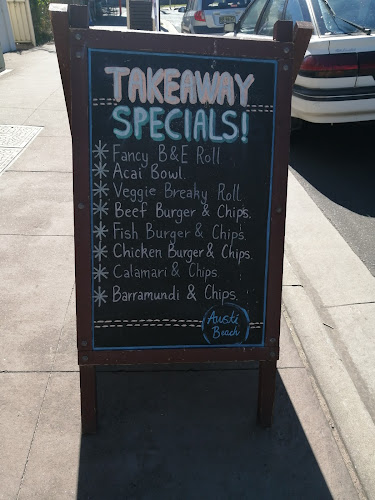 TAKEAWAY
SPECIALS!
* Fancy B&E Roll
* Acai Bowl.
* Veggie Breaky Roll.
* Beef Burger & Chips.
* Fish Burger & Chips.
* Chicken Burger & Chips.
* Calamari & Chips.
* Barramundi & Chips.
Austi
Beach